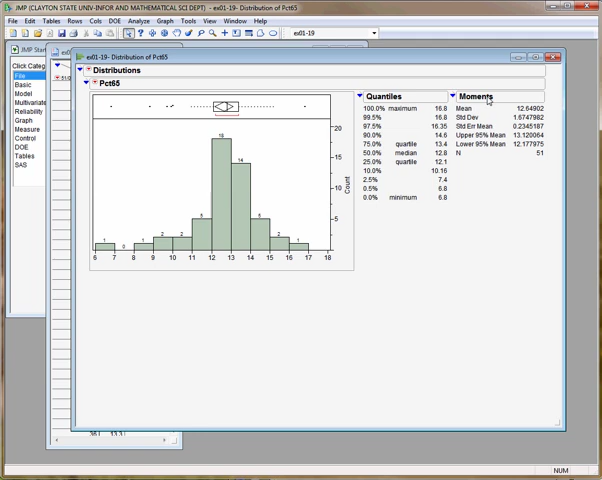 JMP (CLAYTON STATE UNIV-INFOR AND MATHEMATICAL SCI DEPT) - ex01-19- Distribution of Pct65
File Tables Rows Cols DOE Analyze Graph Tools View Window Help
ex01-19
JMP Start
ex0
Click Categ
File
Basic
Model
Multivariate
Reliability
Graph
Measure
Control
DOE
Tables
SAS
ex01-19- Distribution of Pct65
Distributions
Pct65
1 0 1 2 2 5 18 14 5 2 1
20
15
10
5
Count
6 7 8 9 10 11 12 13 14 15 16 17 18
Quantiles
100.0% maximum 16.8
99.5% 16.8
97.5% 16.35
90.0% 14.6
75.0% quartile 13.4
50.0% median 12.8
25.0% quartile 12.1
10.0% 10.16
2.5% 7.4
0.5% 6.8
0.0% minimum 6.8
Moments
Mean 12.64902
Std Dev 1.6747982
Std Err Mean 0.2345187
Upper 95% Mean 13.120064
Lower 95% Mean 12.177975
N 51
36 13.3
NUM